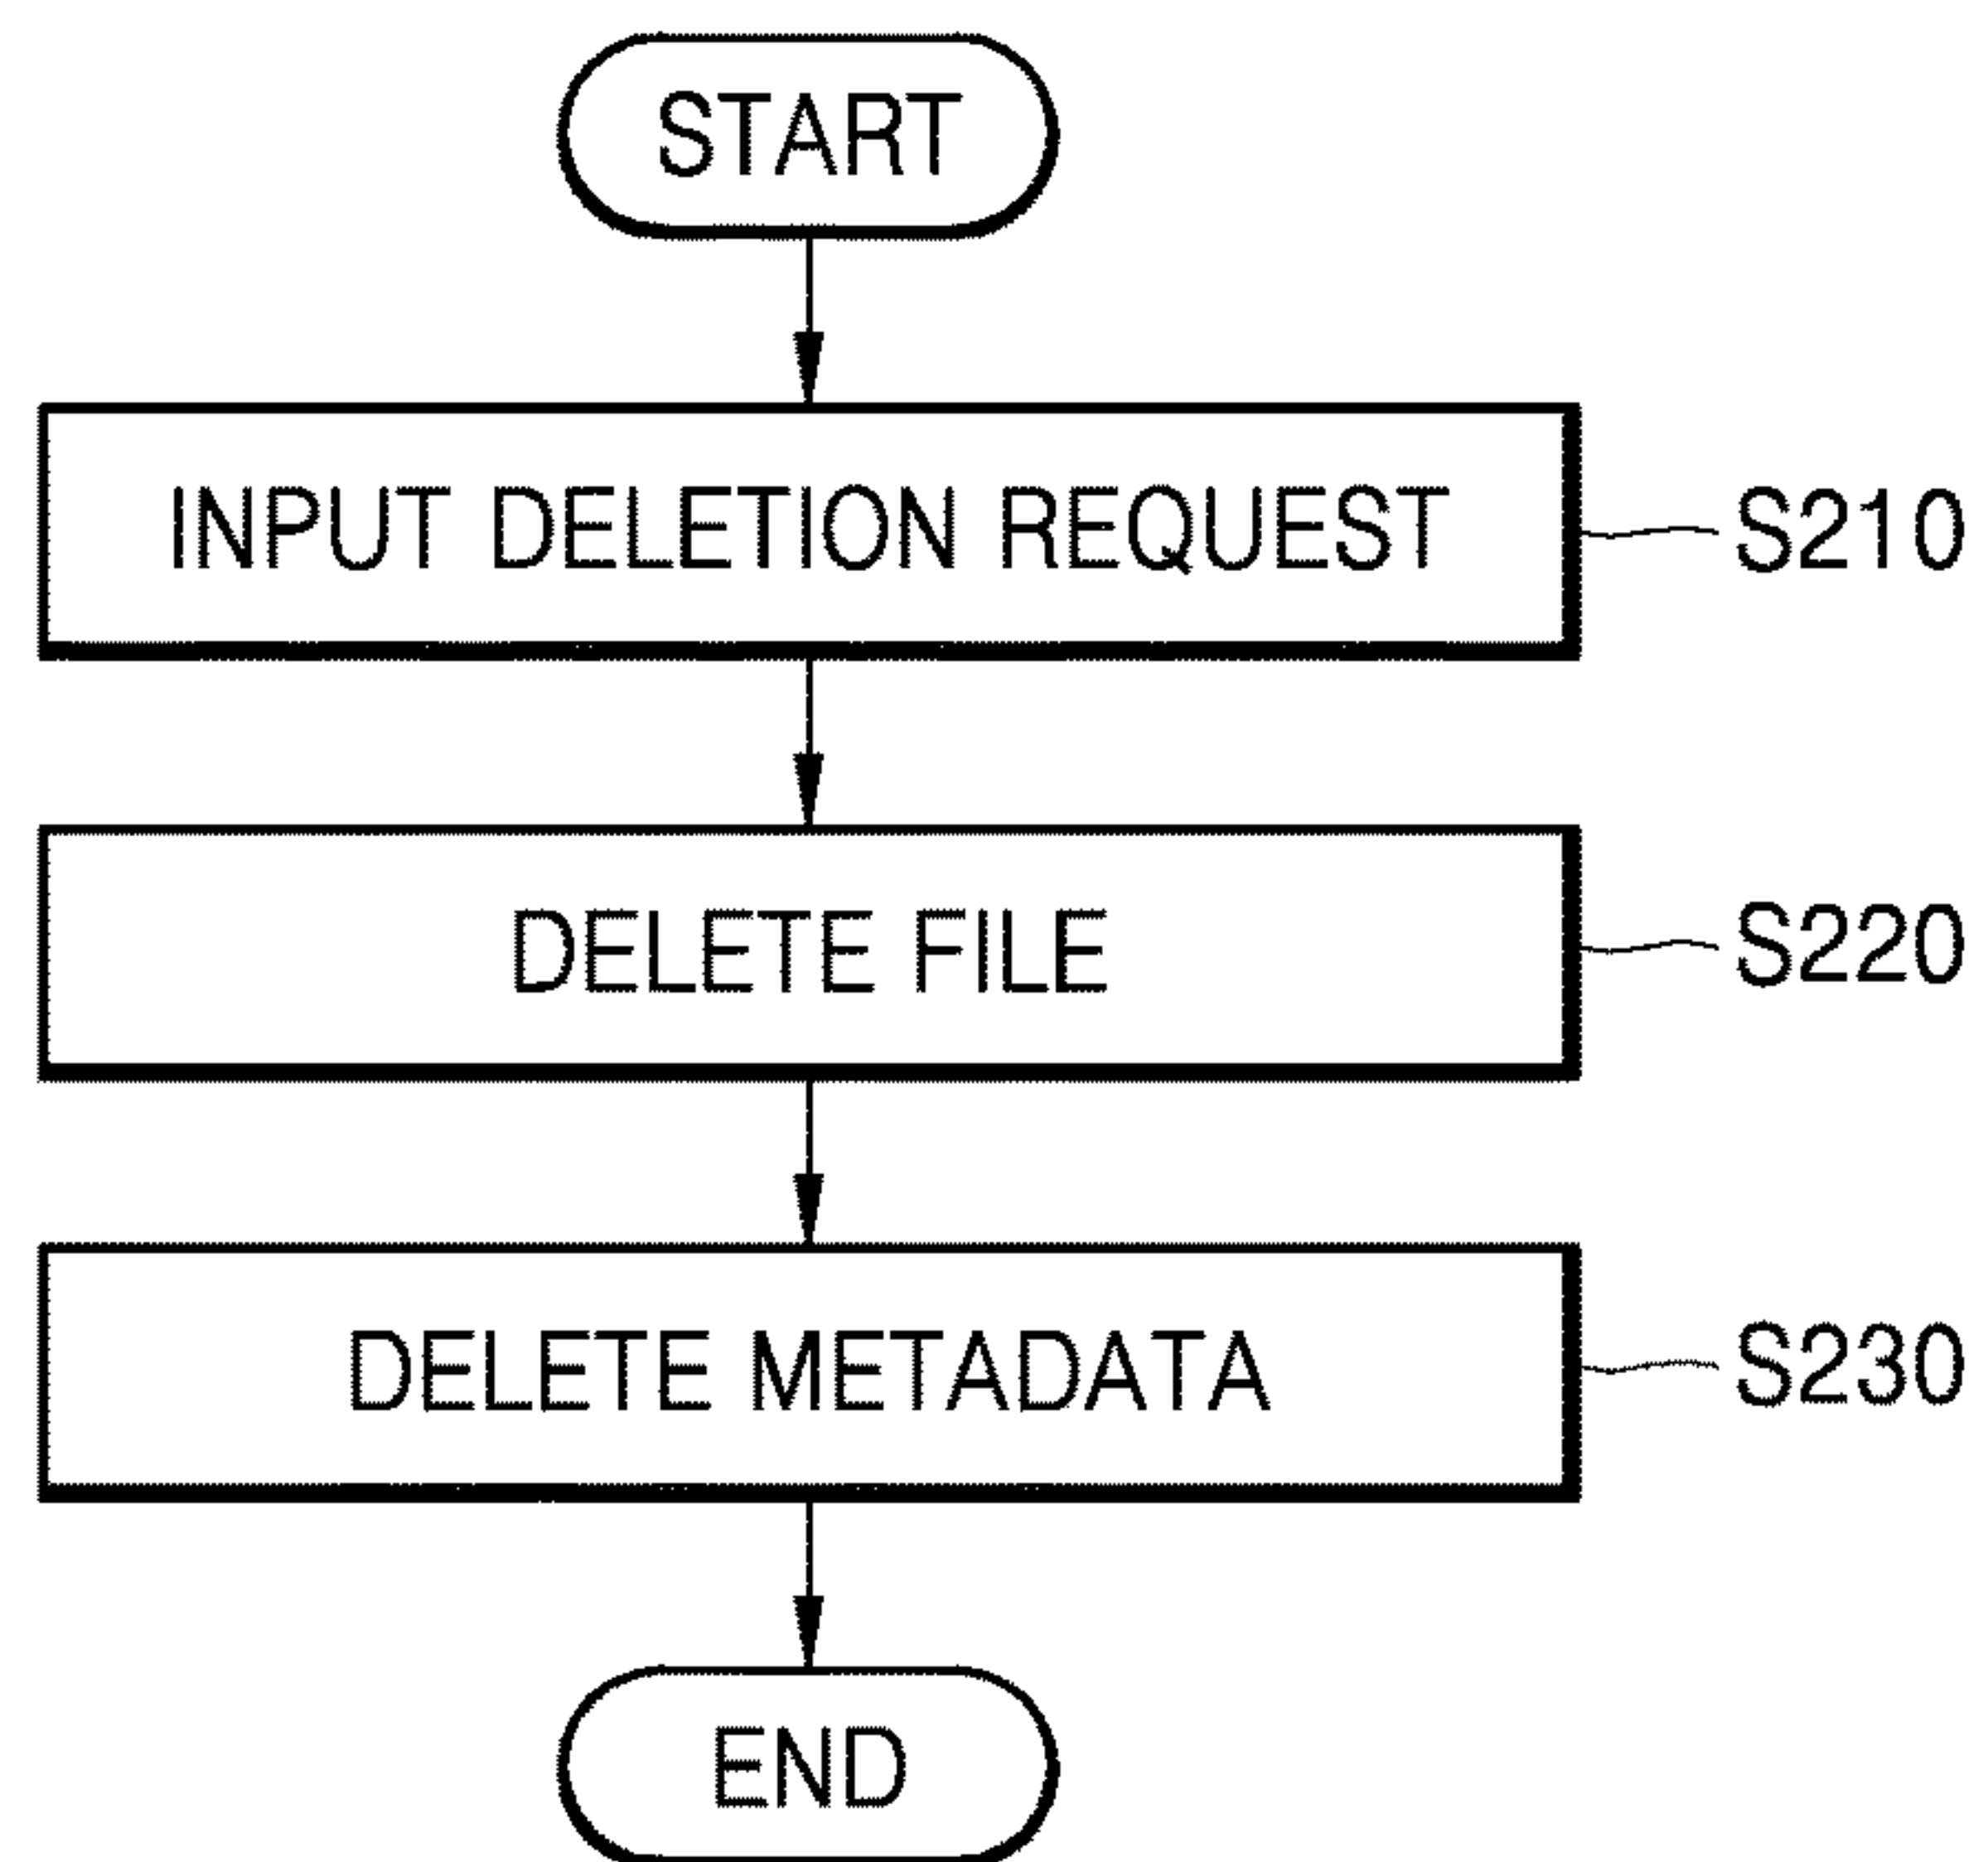 START
INPUT DELETION REQUEST
S210
DELETE FILE
S220
DELETE METADATA
S230
END